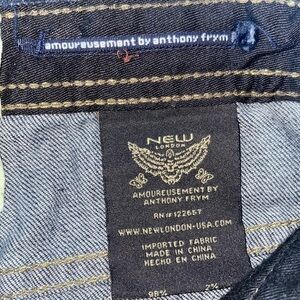 amoureusement by anthony frym
NEW
LONDON
AMOUREUSEMENT BY
ANTHONY FRYM
RN#122657
WWW.NEWLONDON-USA.COM
IMPORTED FABRIC
MADE IN CHINA
HECHO EN CHINA
98% 2%